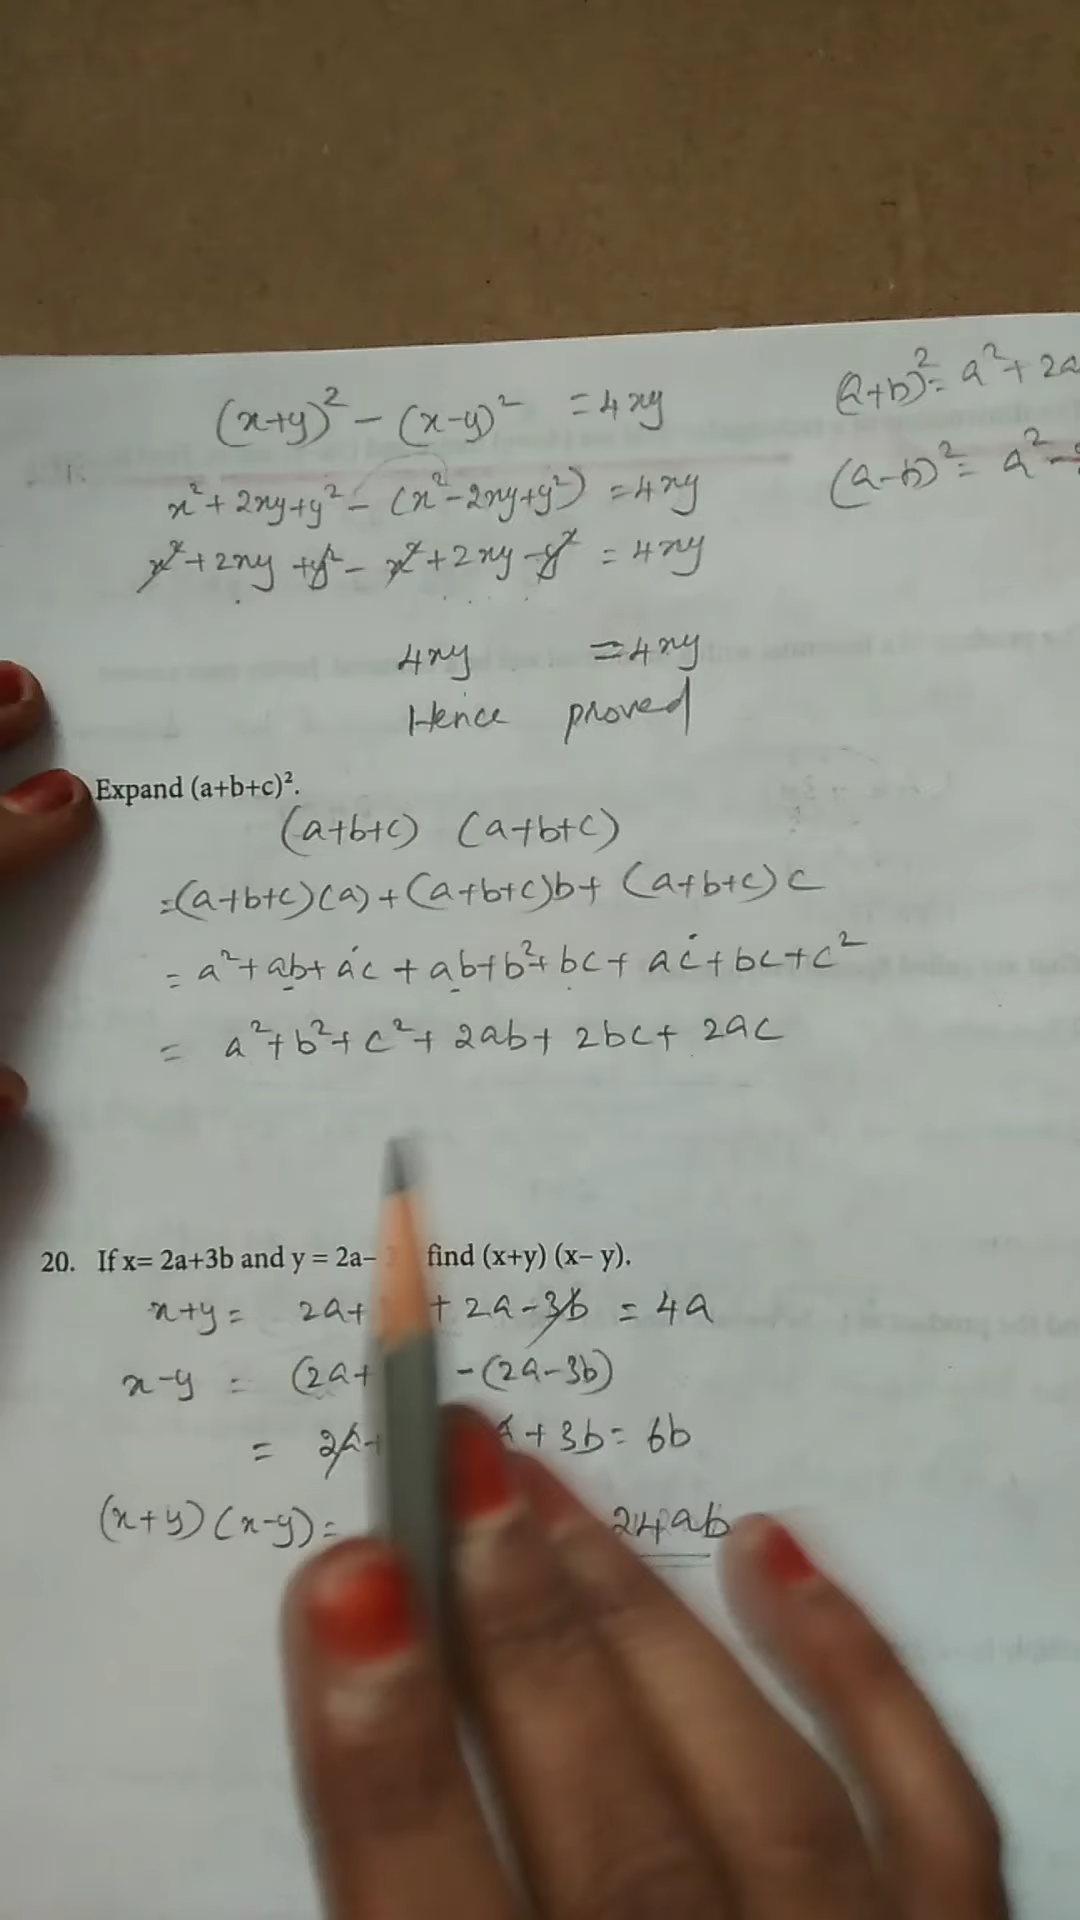 (x+y)² - (x-y)² = 4xy
(a+b)² = a² + 2a
x² + 2xy + y² - (x² - 2xy + y²) = 4xy
(a-b)² = a² -
x² + 2xy + y² - x² + 2xy - y² = 4xy
4xy = 4xy
Hence proved
Expand (a+b+c)².
(a+b+c) (a+b+c)
= (a+b+c)(a) + (a+b+c)b + (a+b+c)c
= a² + ab + ac + ab + b² + bc + ac + bc + c²
= a² + b² + c² + 2ab + 2bc + 2ac
20. If x= 2a+3b and y = 2a– find (x+y) (x– y).
x+y = 2a+ + 2a - 3b = 4a
x-y = (2a+ - (2a-3b)
= 2a+ + 3b = 6b
(x+y) (x-y) = 24ab